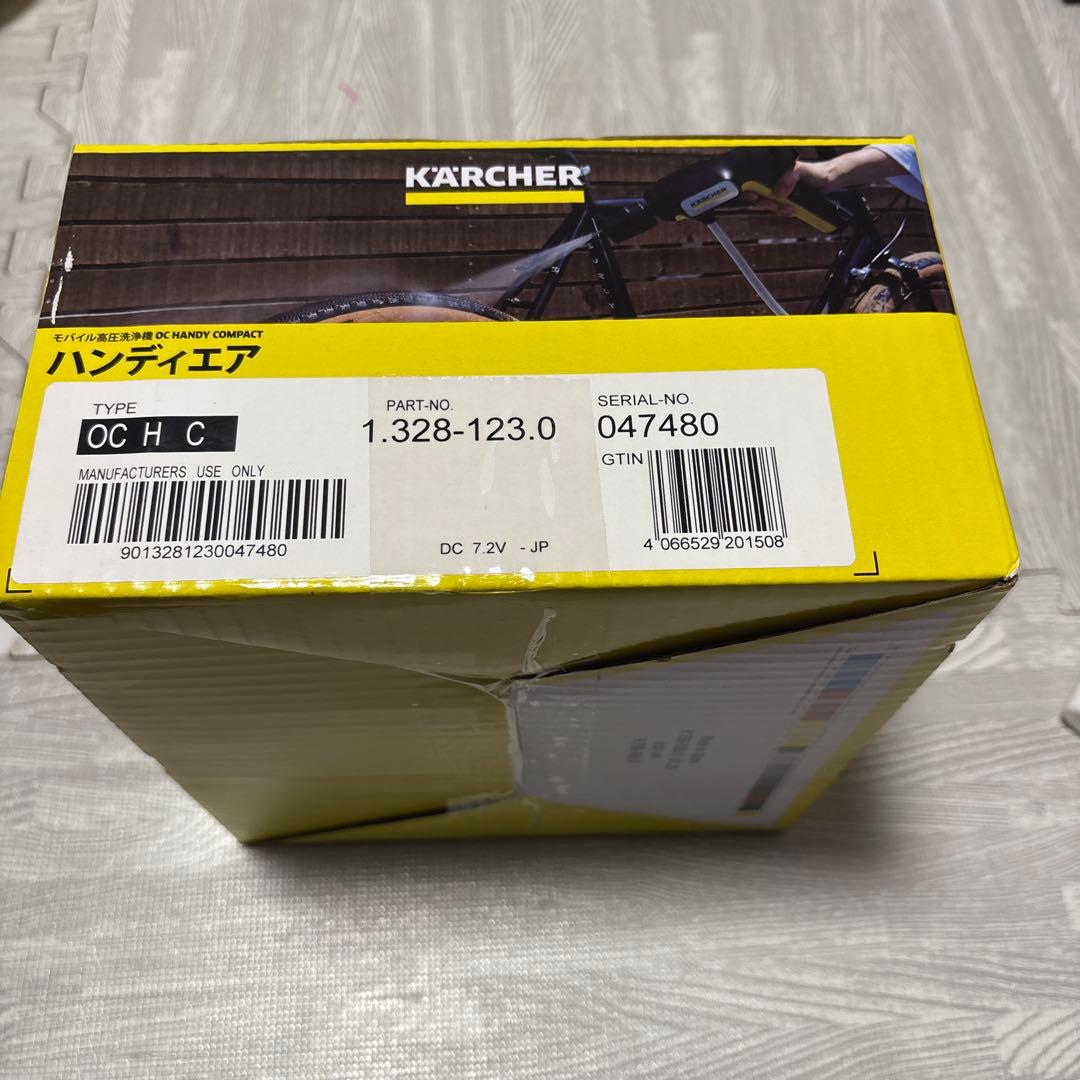 KÄRCHER
KÄRCHER
モバイル高圧洗浄機 OC HANDY COMPACT
ハンディエア
TYPE
OC H C
MANUFACTURERS USE ONLY
9013281230047480
PART-NO.
1.328-123.0
DC 7.2V - JP
SERIAL-NO.
047480
GTIN
4 066529 201508